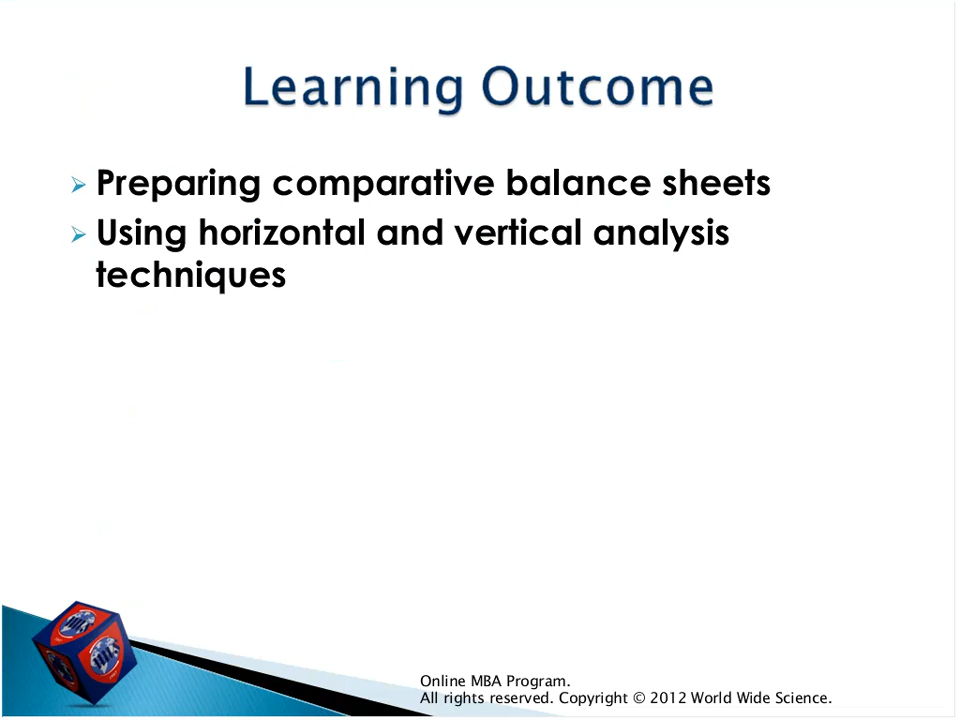 Learning Outcome
Preparing comparative balance sheets
Using horizontal and vertical analysis
techniques
Online MBA Program.
All rights reserved. Copyright © 2012 World Wide Science.